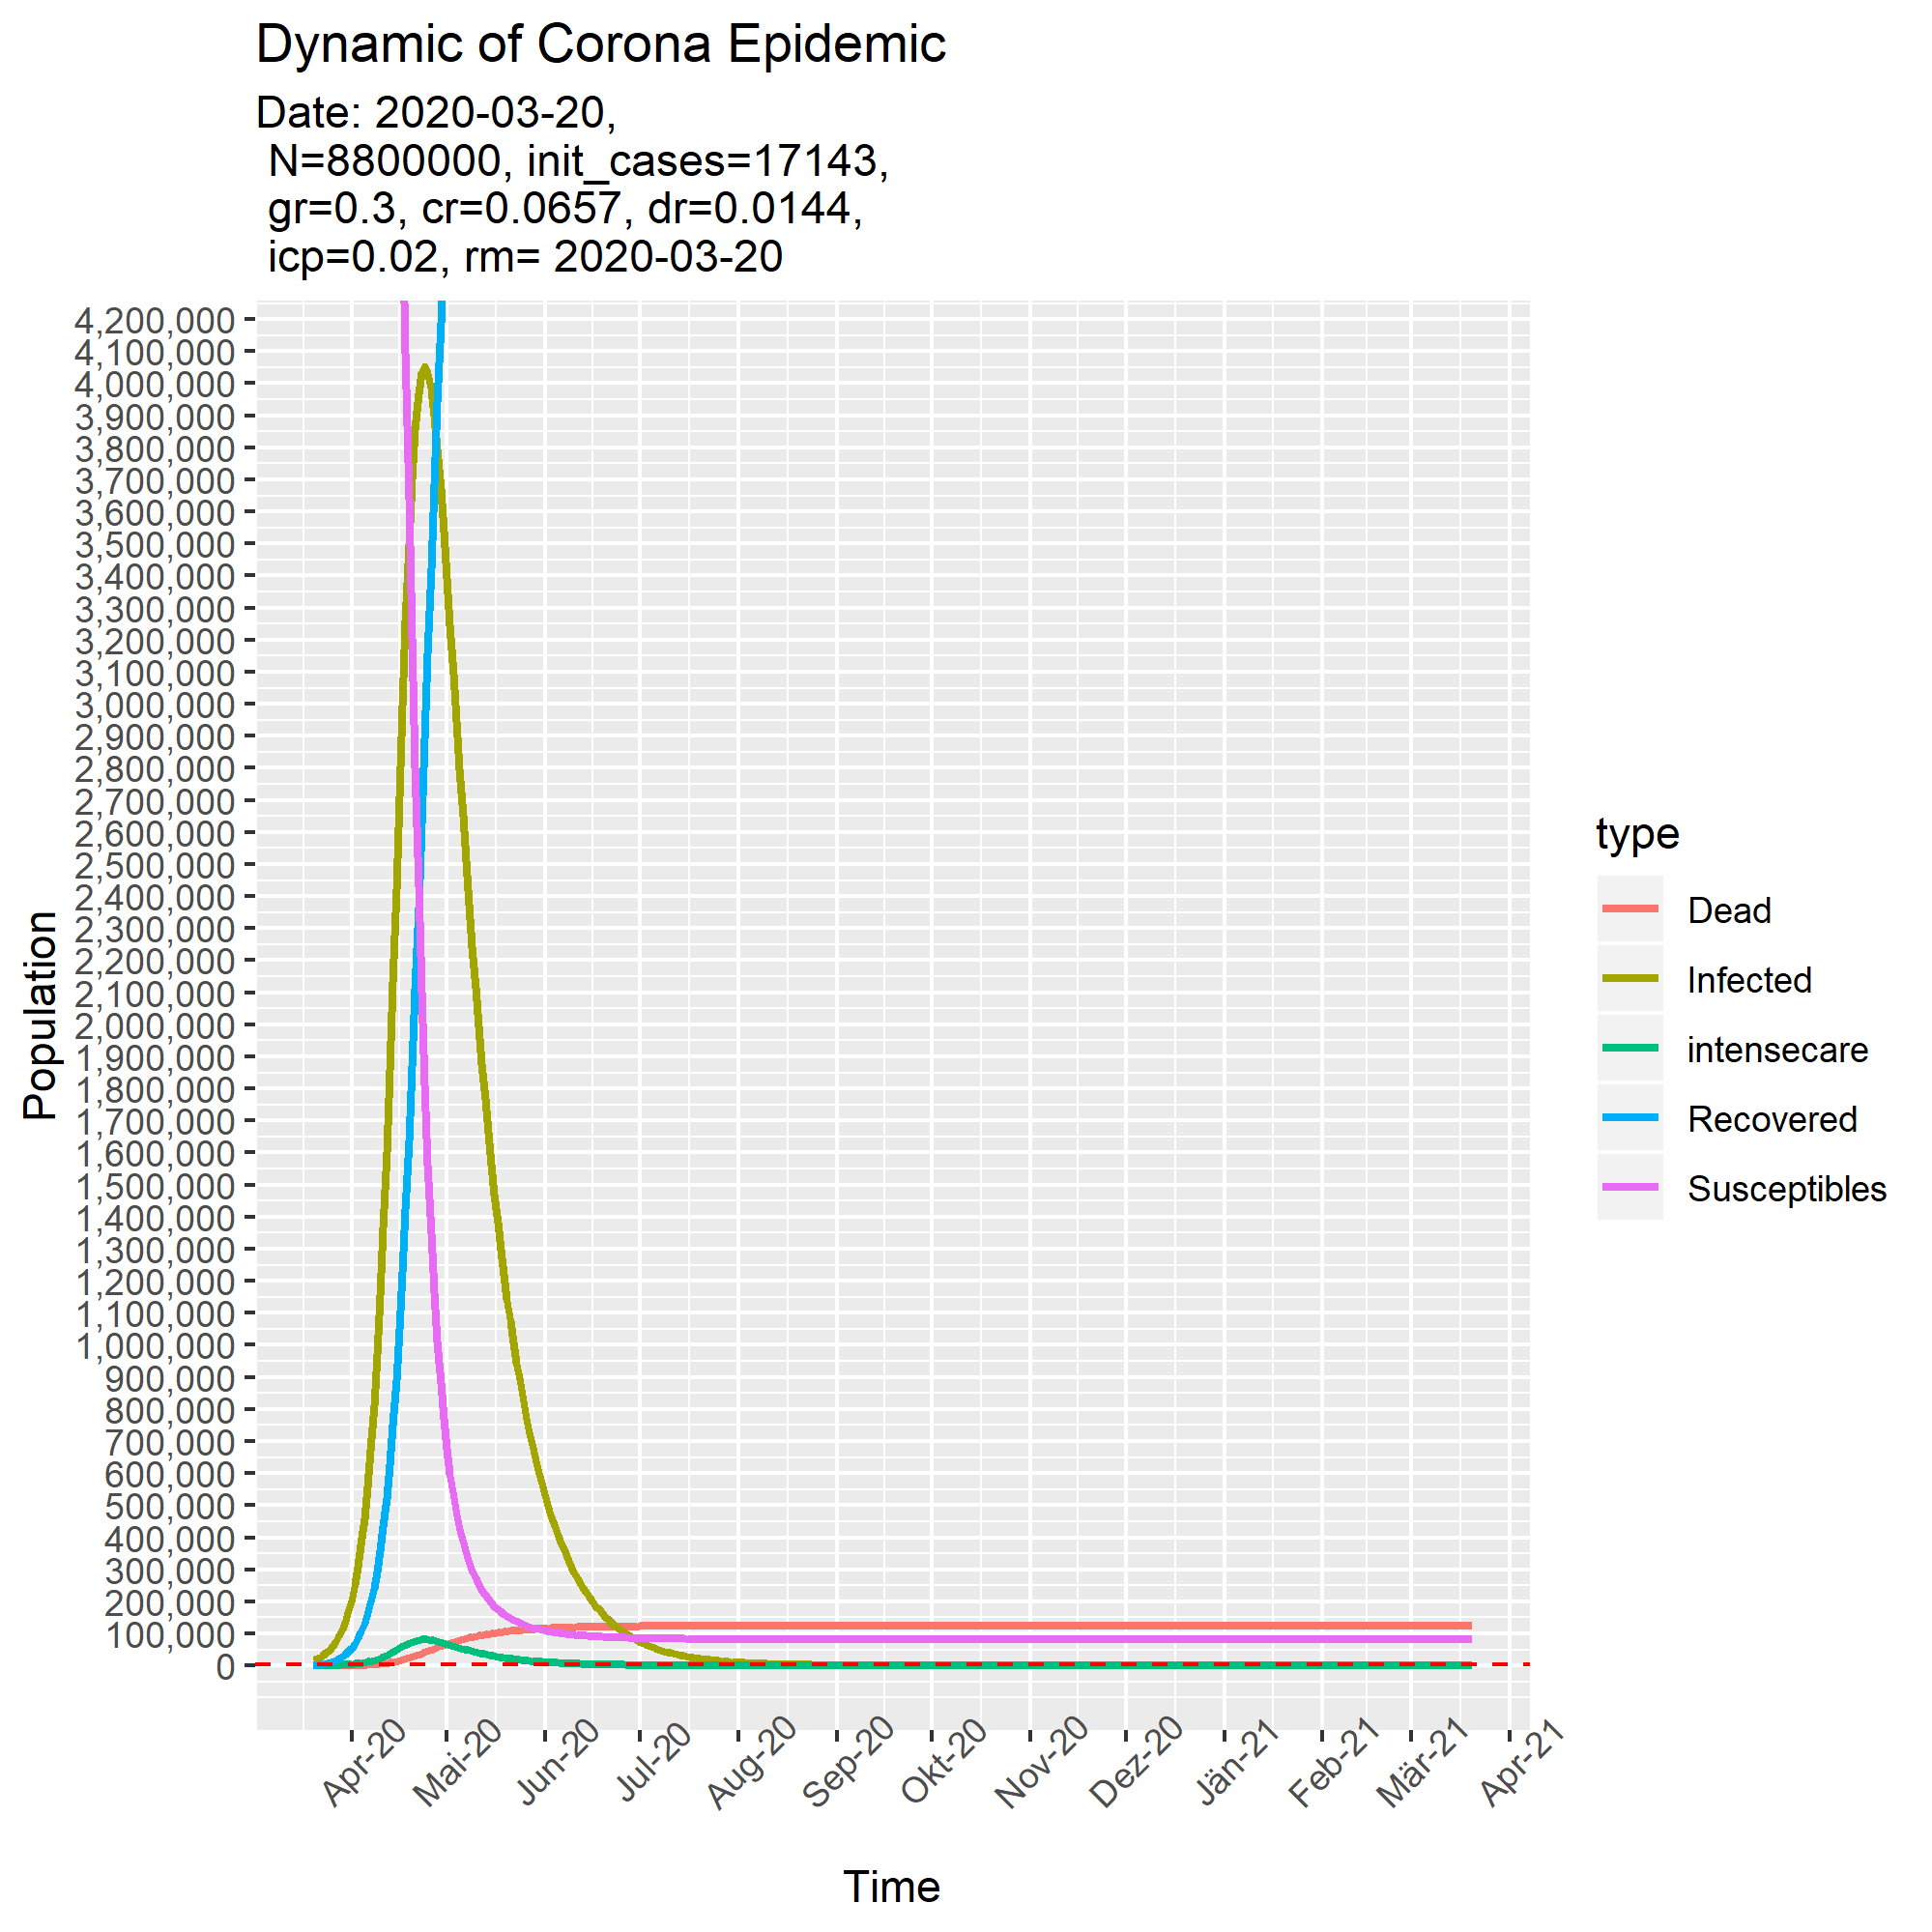 Dynamic of Corona Epidemic
Date: 2020-03-20,
N=8800000, init_cases=17143,
gr=0.3, cr=0.0657, dr=0.0144,
icp=0.02, rm= 2020-03-20
4,200,000
4,100,000
4,000,000
3,900,000
3,800,000
3,700,000
3,600,000
3,500,000
3,400,000
3,300,000
3,200,000
3,100,000
3,000,000
2,900,000
2,800,000
2,700,000
2,600,000
2,500,000
2,400,000
2,300,000
2,200,000
2,100,000
2,000,000
1,900,000
1,800,000
1,700,000
1,600,000
1,500,000
1,400,000
1,300,000
1,200,000
1,100,000
1,000,000
900,000
800,000
700,000
600,000
500,000
400,000
300,000
200,000
100,000
0
Population
Apr-20
Mai-20
Jun-20
Jul-20
Aug-20
Sep-20
Okt-20
Nov-20
Dez-20
Jän-21
Feb-21
Mär-21
Apr-21
Time
type
Dead
Infected
intensecare
Recovered
Susceptibles